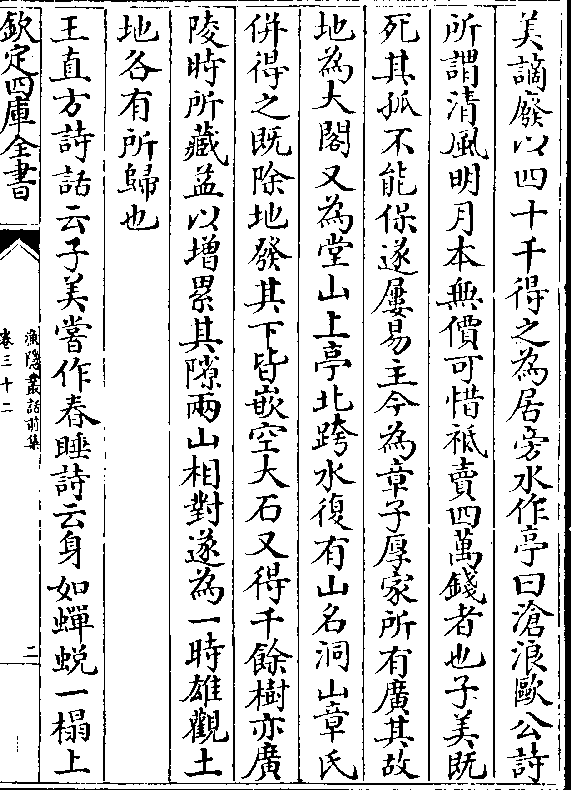 美謫廢以四十千得之為居旁水作亭曰滄浪歐公詩
所謂清風明月本無價可惜祗賣四萬錢者也子美既
死其孤不能保遂屢易主今為章子厚家所有廣其故
地為大閣又為堂山上亭北跨水復有山名洞山章氏
併得之既除地發其下皆嵌空大石又得千餘樹亦廣
陵時所藏益以增累其隙兩山相對遂為一時雄觀土
地各有所歸也
王直方詩話云子美嘗作春睡詩云身如蟬蛻一榻上
欽定四庫全書
漁隱叢話前集
卷三十二
二